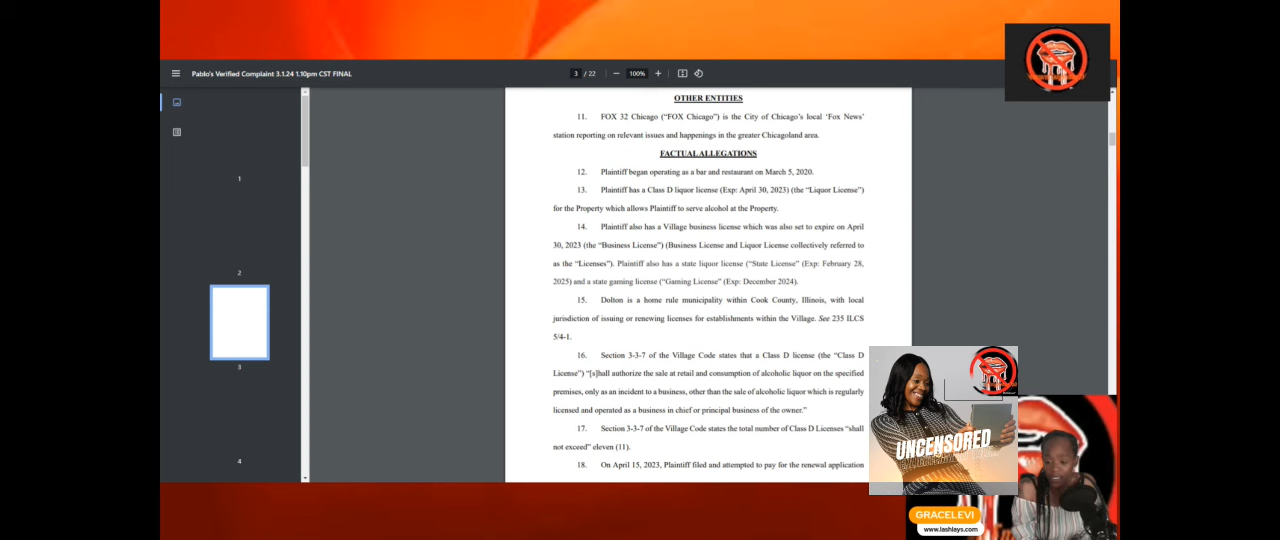 Pablo's Verified Complaint 3.1.24 1.10pm CST FINAL
3 / 22
100%
OTHER ENTITIES
11. FOX 32 Chicago (“FOX Chicago”) is the City of Chicago’s local ‘Fox News’
station reporting on relevant issues and happenings in the greater Chicagoland area.
FACTUAL ALLEGATIONS
12. Plaintiff began operating as a bar and restaurant on March 5, 2020.
13. Plaintiff has a Class D liquor license (Exp: April 30, 2023) (the “Liquor License”)
for the Property which allows Plaintiff to serve alcohol at the Property.
14. Plaintiff also has a Village business license which was also set to expire on April
30, 2023 (the “Business License”) (Business License and Liquor License collectively referred to
as the “Licenses”). Plaintiff also has a state liquor license (“State License” (Exp: February 28,
2025) and a state gaming license (“Gaming License” (Exp: December 2024).
15. Dolton is a home rule municipality within Cook County, Illinois, with local
jurisdiction of issuing or renewing licenses for establishments within the Village. See 235 ILCS
5/4-1.
16. Section 3-3-7 of the Village Code states that a Class D license (the “Class D
License”) “[s]hall authorize the sale at retail and consumption of alcoholic liquor on the specified
premises, only as an incident to a business, other than the sale of alcoholic liquor which is regularly
licensed and operated as a business in chief or principal business of the owner.”
17. Section 3-3-7 of the Village Code states the total number of Class D Licenses “shall
not exceed” eleven (11).
18. On April 15, 2023, Plaintiff filed and attempted to pay for the renewal application
1
2
3
4
UNCENSORED
GRACELEVI
www.lashlays.com